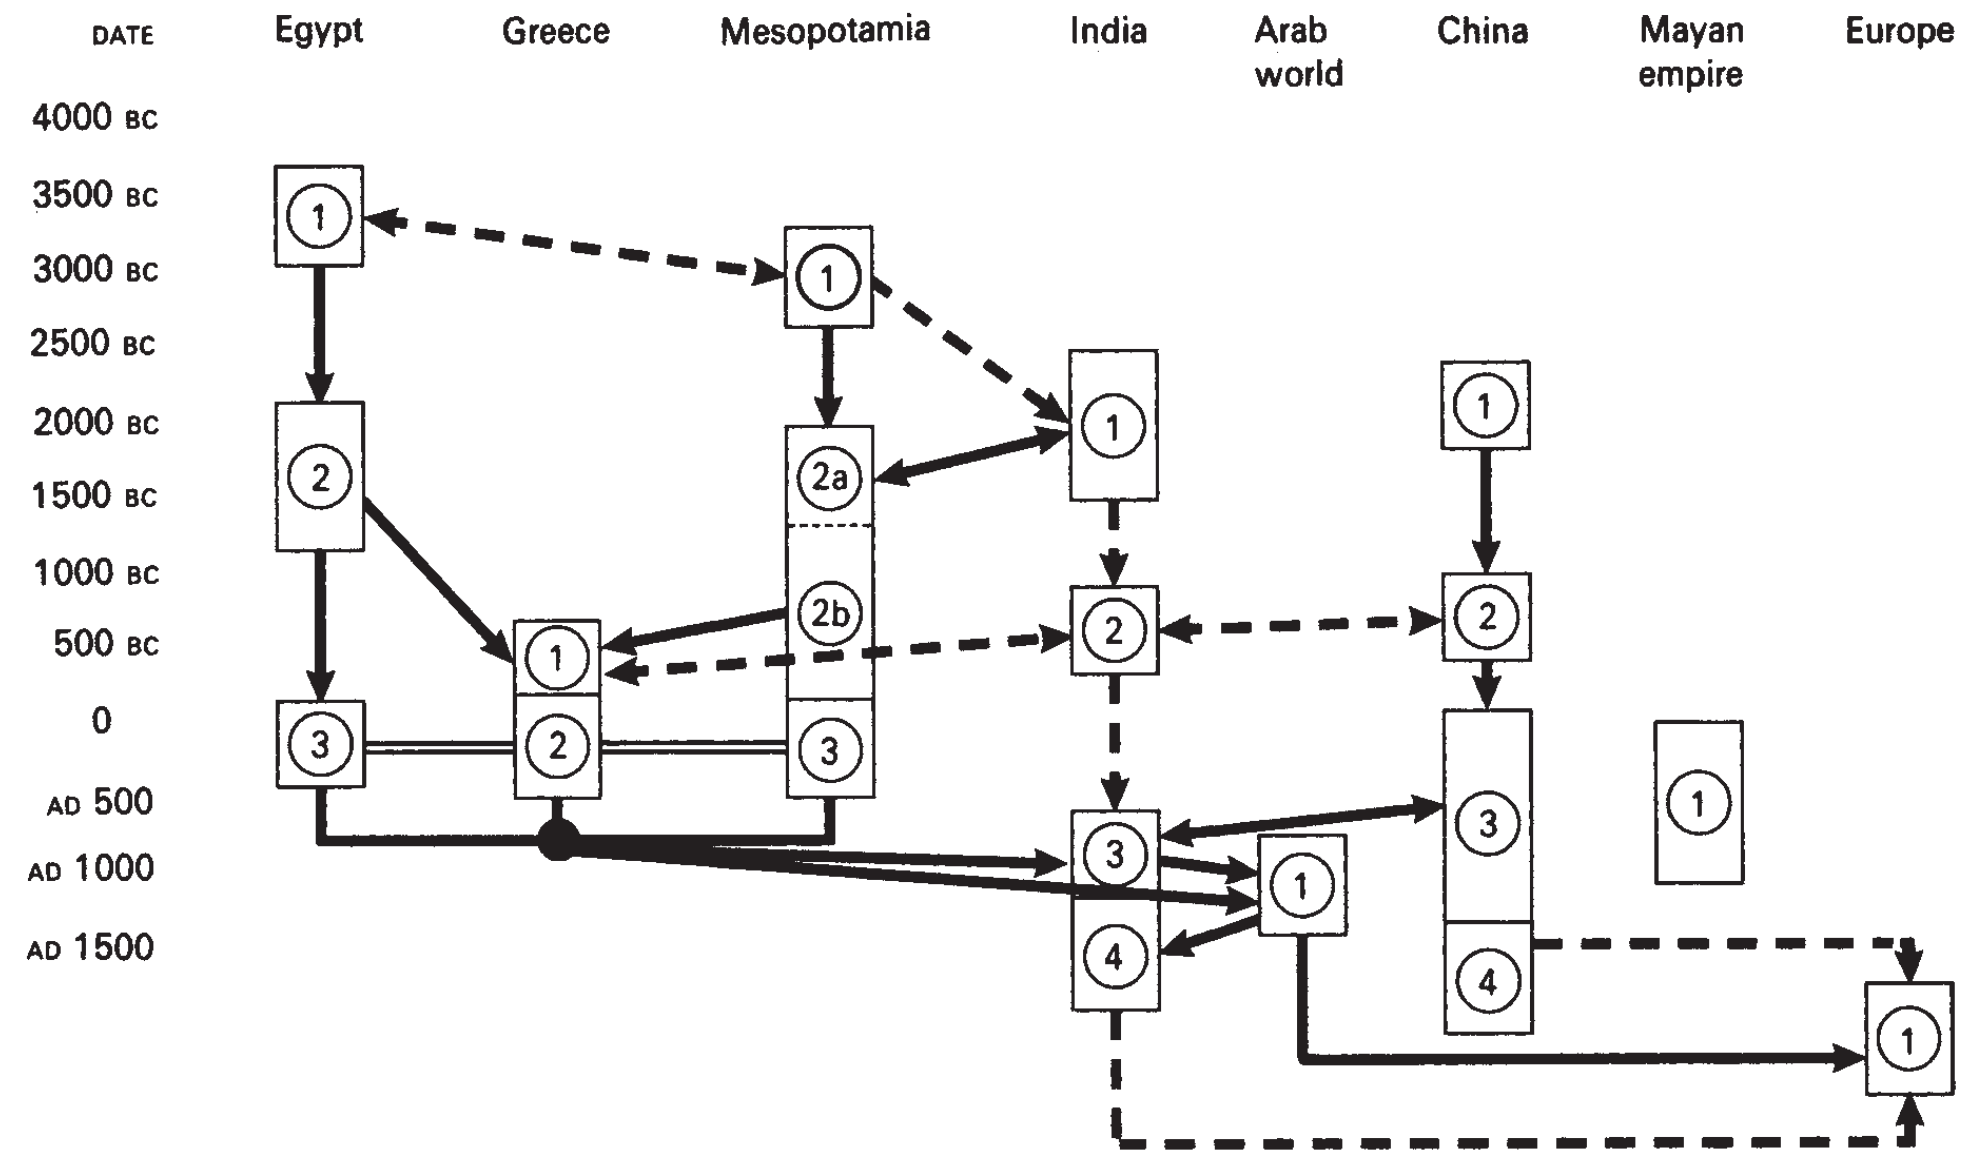 DATE Egypt Greece Mesopotamia India Arab world China Mayan empire Europe
4000 BC
3500 BC
1
3000 BC
1
2500 BC
1
1
2000 BC
2
2a
1500 BC
1000 BC
2b
2
2
500 BC
1
0
3
2
3
AD 500
1
3
AD 1000
3
1
AD 1500
4
4
1